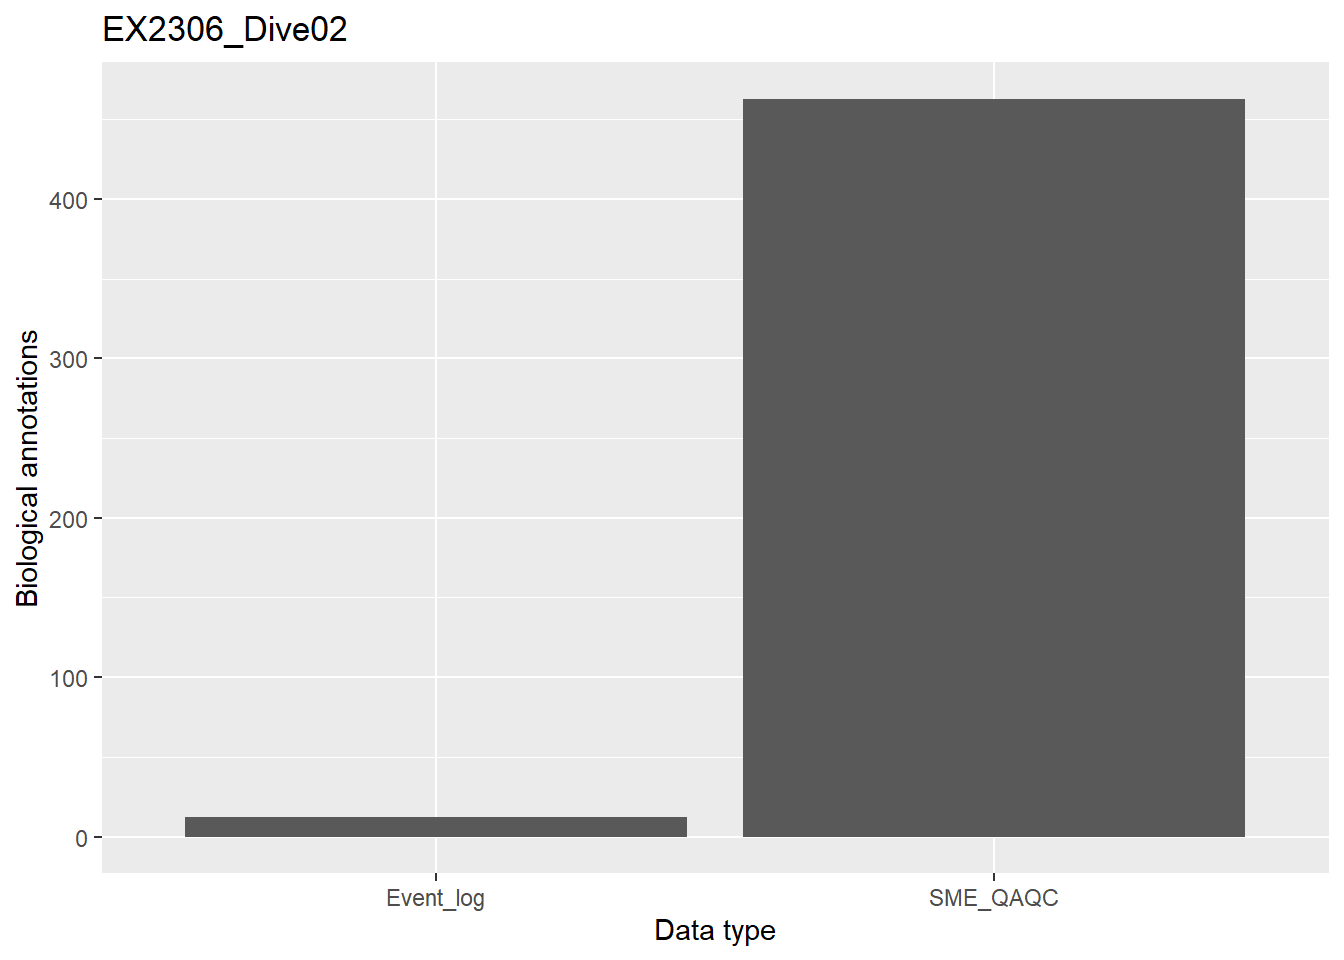 EX2306_Dive02
Biological annotations
400
300
200
100
0
Event_log
SME_QAQC
Data type